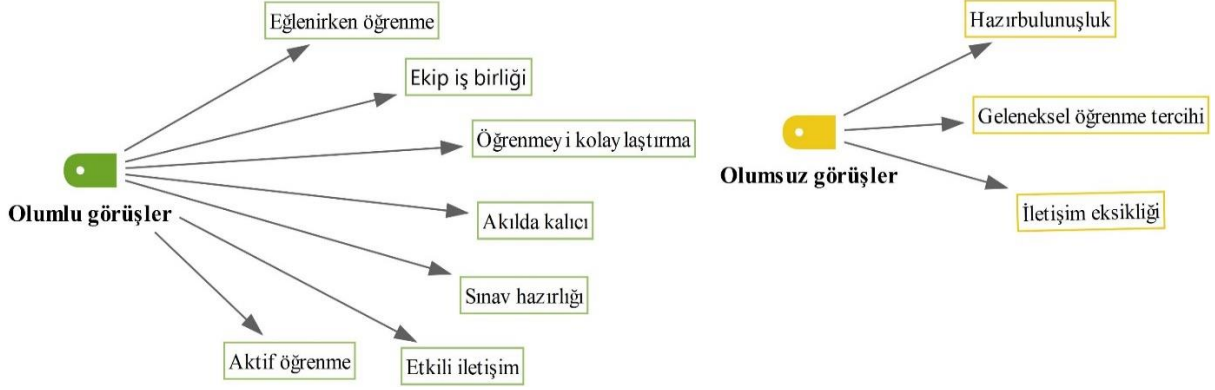 Eğlenirken öğrenme
Ekip iş birliği
Öğrenmeyi kolaylaştırma
Olumlu görüşler
Akılda kalıcı
Sınav hazırlığı
Aktif öğrenme
Etkili iletişim
Hazırbulunuşluk
Geleneksel öğrenme tercihi
Olumsuz görüşler
İletişim eksikliği